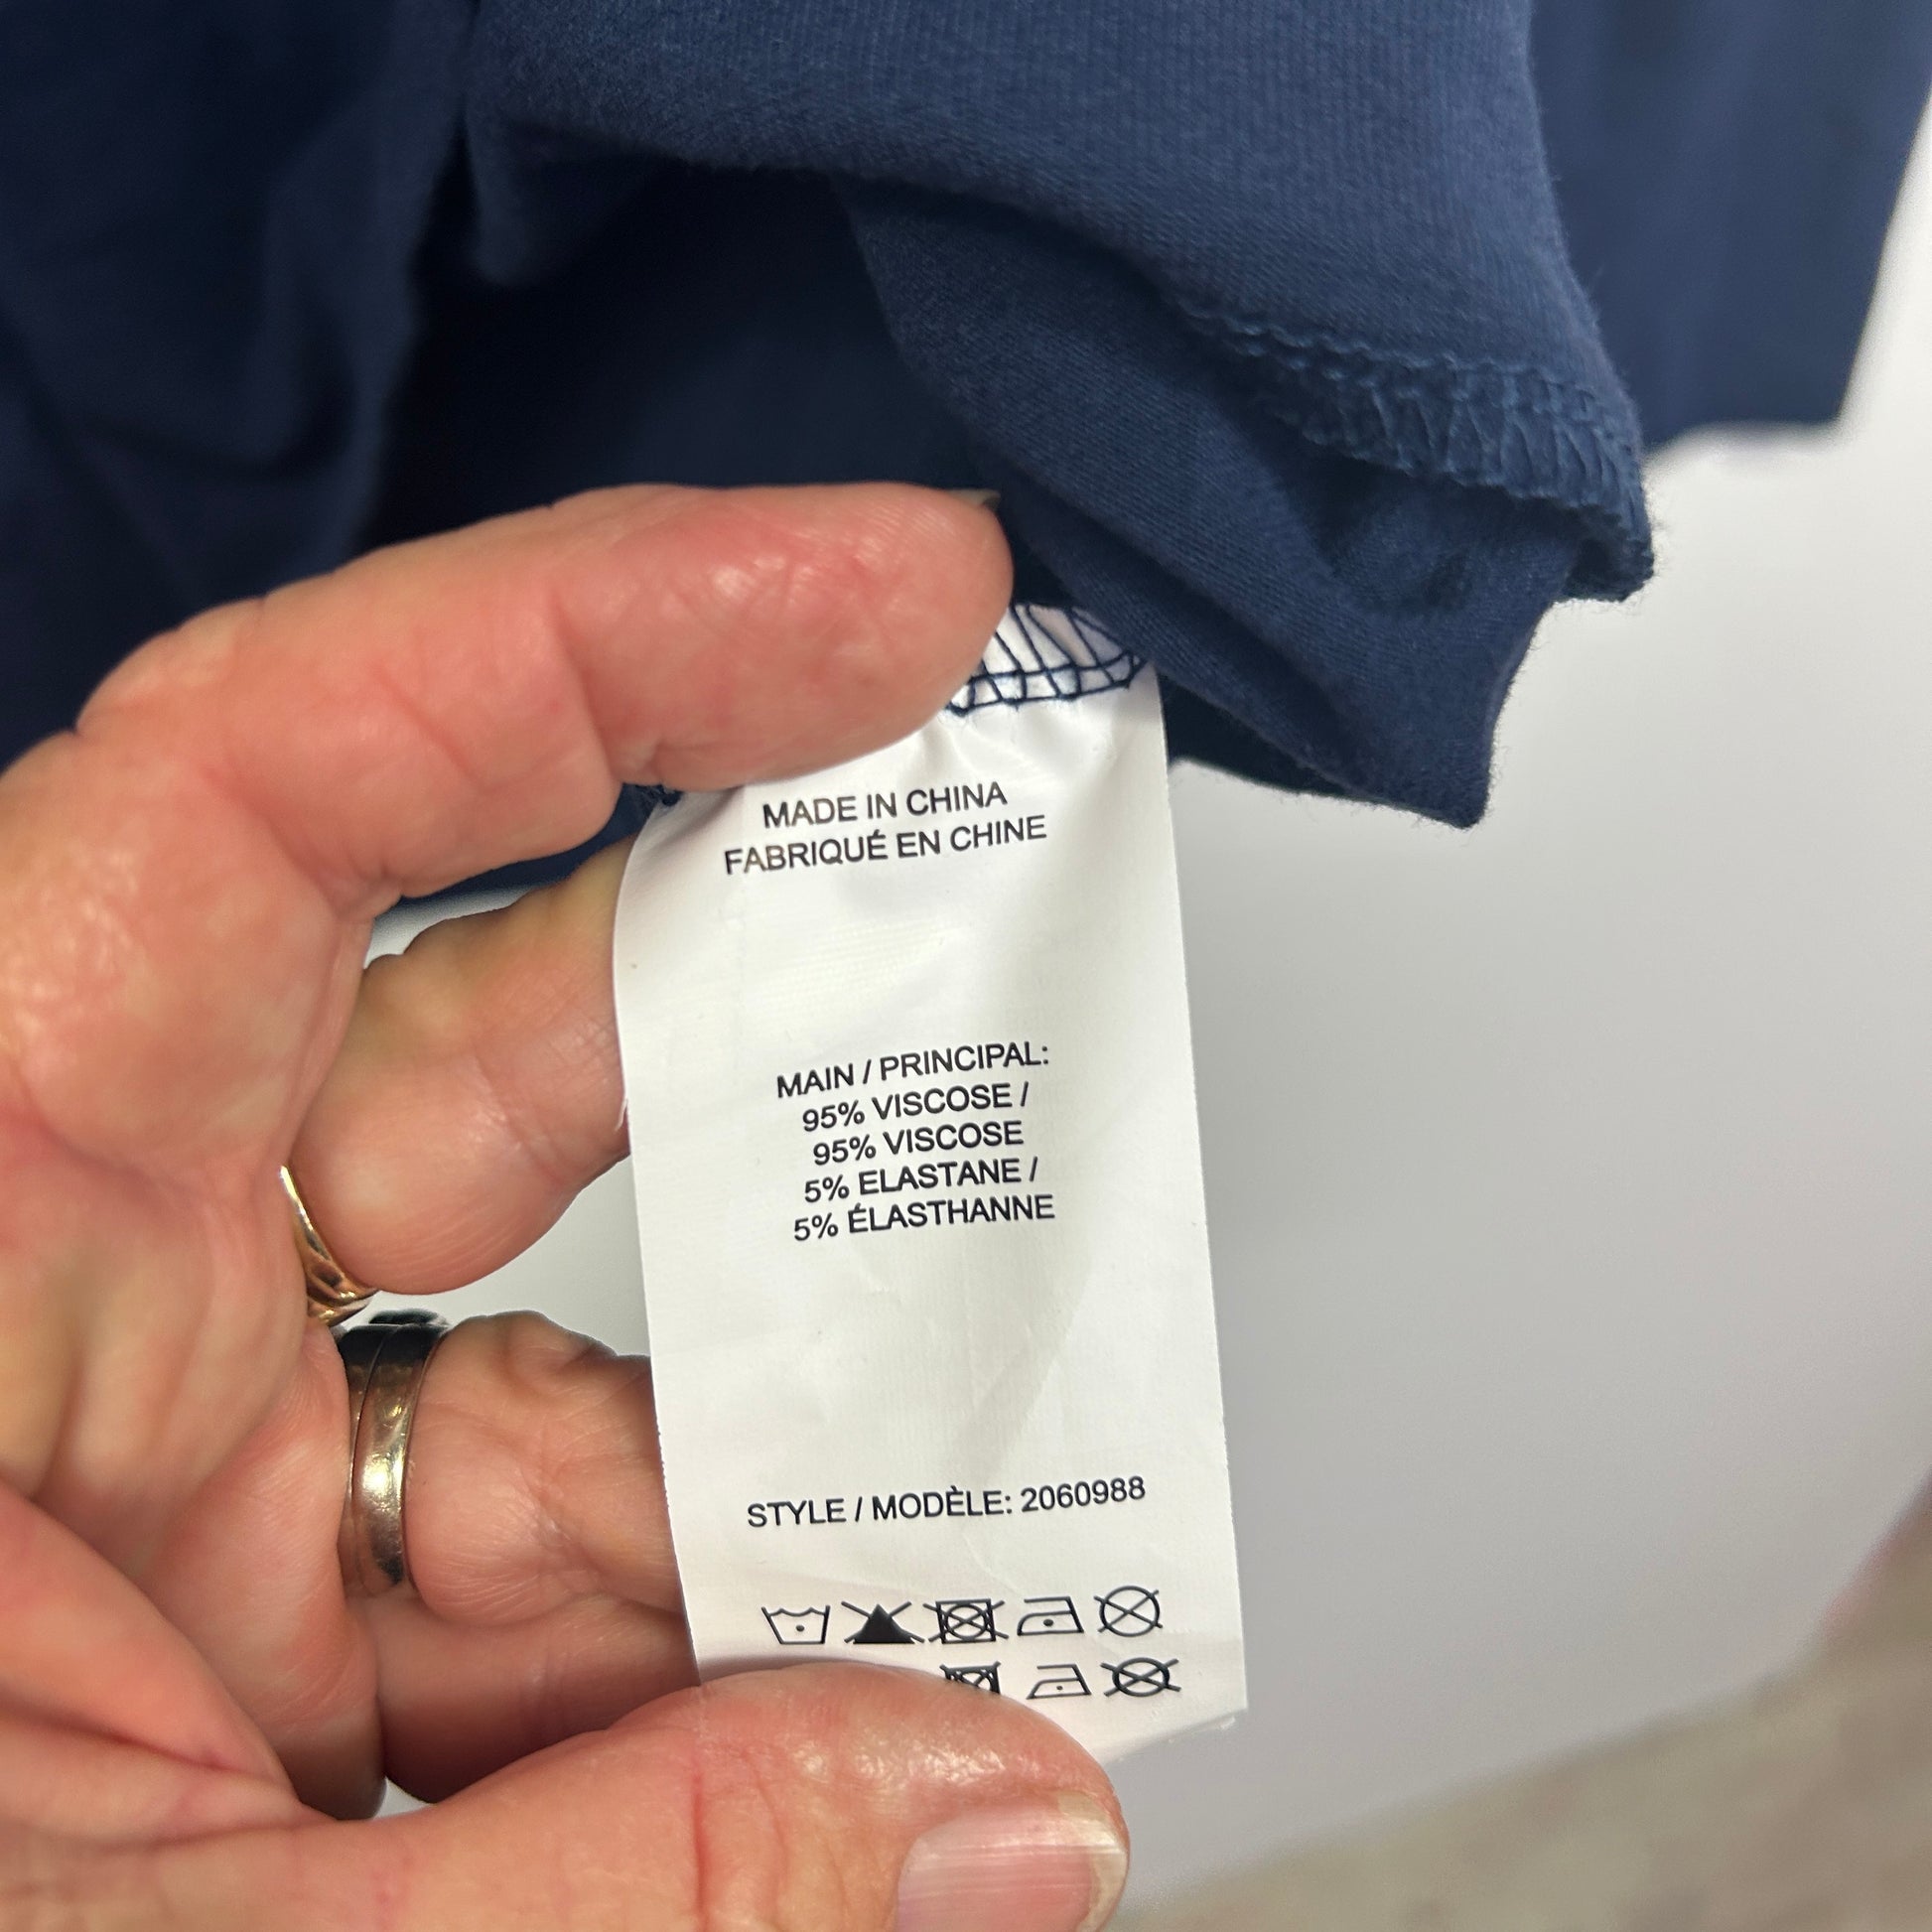 MADE IN CHINA
FABRIQUÉ EN CHINE
MAIN / PRINCIPAL:
95% VISCOSE /
95% VISCOSE
5% ELASTANE /
5% ÉLASTHANNE
STYLE / MODÈLE: 2060988